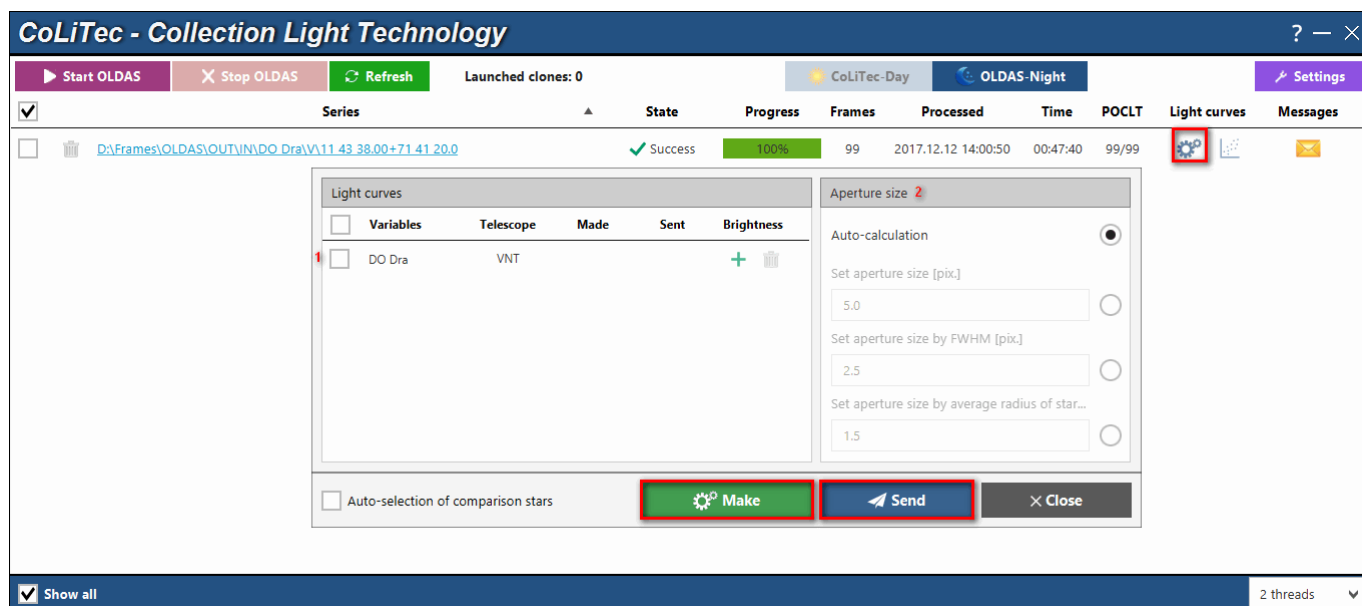 CoLiTec - Collection Light Technology
? — ×
Start OLDAS X Stop OLDAS Refresh Launched clones: 0 CoLiTec-Day OLDAS-Night Settings
Series State Progress Frames Processed Time POCLT Light curves Messages
D:\Frames\OLDAS\OUT\IN\DO Dra\V\11 43 38.00+71 41 20.0 Success 100% 99 2017.12.12 14:00:50 00:47:40 99/99
Light curves
Variables Telescope Made Sent Brightness
1 DO Dra VNT +
Aperture size 2
Auto-calculation
Set aperture size [pix.]
5.0
Set aperture size by FWHM [pix.]
2.5
Set aperture size by average radius of star...
1.5
Auto-selection of comparison stars Make Send × Close
Show all 2 threads